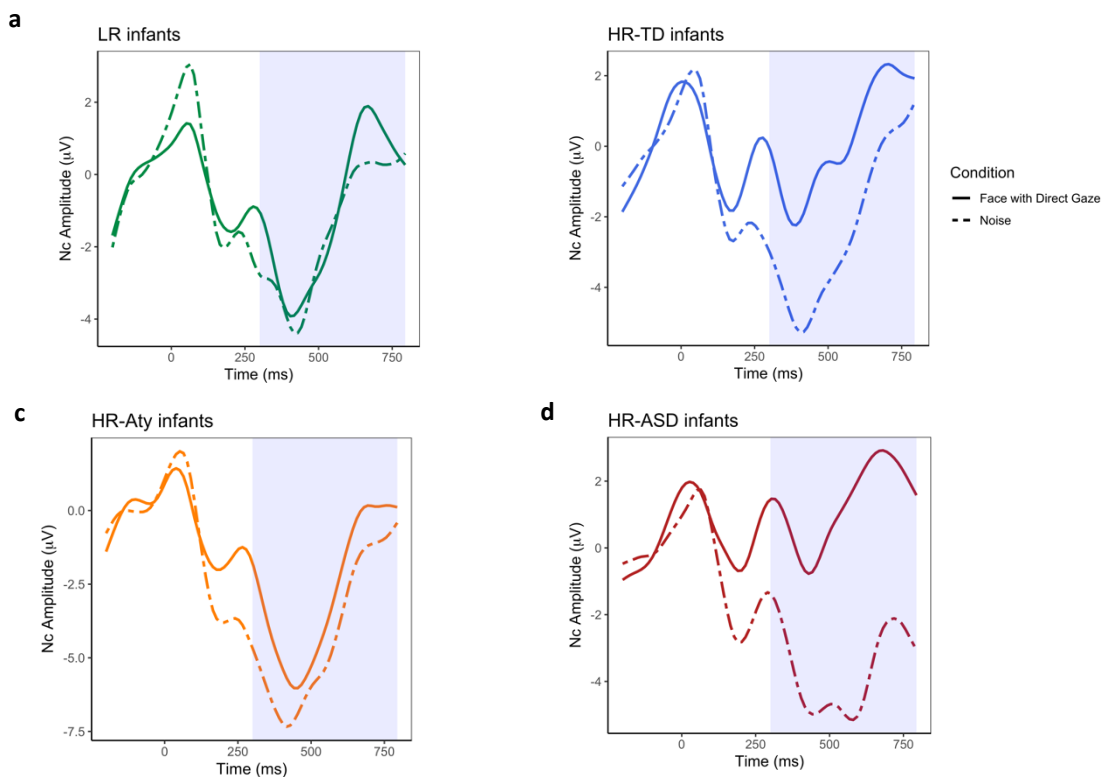 a
LR infants
Nc Amplitude (μV)
2
0
-2
-4
0
250
500
750
Time (ms)
HR-TD infants
Nc Amplitude (μV)
2
0
-2
-4
0
250
500
750
Time (ms)
Condition
Face with Direct Gaze
Noise
c
HR-Aty infants
Nc Amplitude (μV)
0.0
-2.5
-5.0
-7.5
0
250
500
750
Time (ms)
d
HR-ASD infants
Nc Amplitude (μV)
2
0
-2
-4
0
250
500
750
Time (ms)